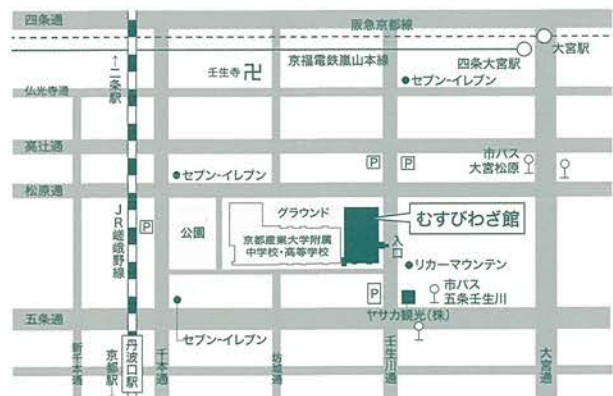 四条通
阪急京都線
大宮駅
京福電鉄嵐山本線
四条大宮駅
↑二条駅
壬生寺卍
セブン-イレブン
仏光寺通
高辻通
P
P
市バス
大宮松原
セブン-イレブン
松原通
JR嵯峨野線
P
公園
グラウンド
京都産業大学附属
中学校・高等学校
むすびわざ館
入口
リカーマウンテン
P
市バス
五条壬生川
ヤサカ観光(株)
五条通
セブン-イレブン
新千本通
京都駅
丹波口駅
千本通
坊城通
壬生川通
大宮通